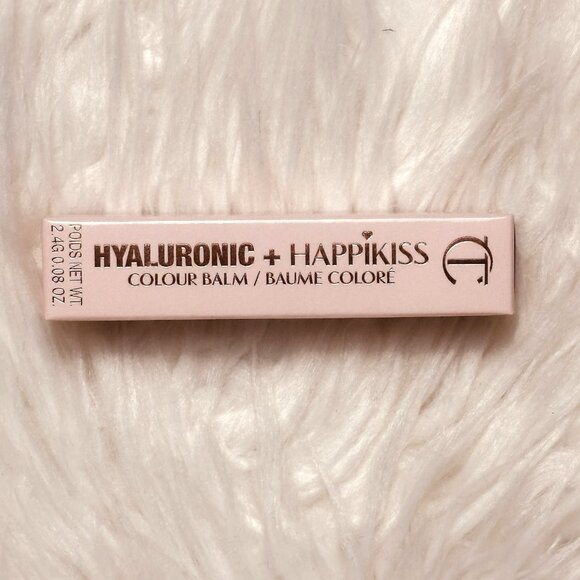 POIDS NET WT.
2.4G 0.08 OZ.
HYALURONIC + HAPPIKISS
COLOUR BALM / BAUME COLORÉ
CT